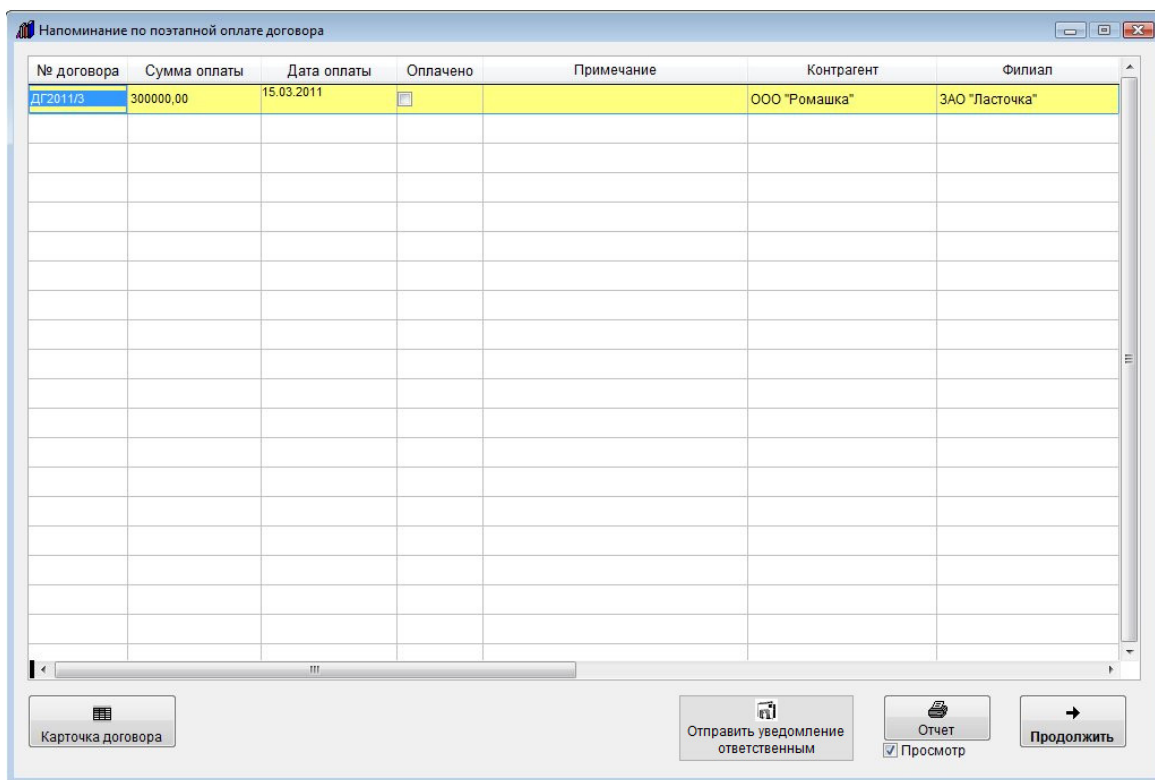 Напоминание по поэтапной оплате договора
№ договора Сумма оплаты Дата оплаты Оплачено Примечание Контрагент Филиал
ДГ2011/3 300000,00 15.03.2011 ООО "Ромашка" ЗАО "Ласточка"
Карточка договора
Отправить уведомление
ответственным
Отчет
Просмотр
Продолжить